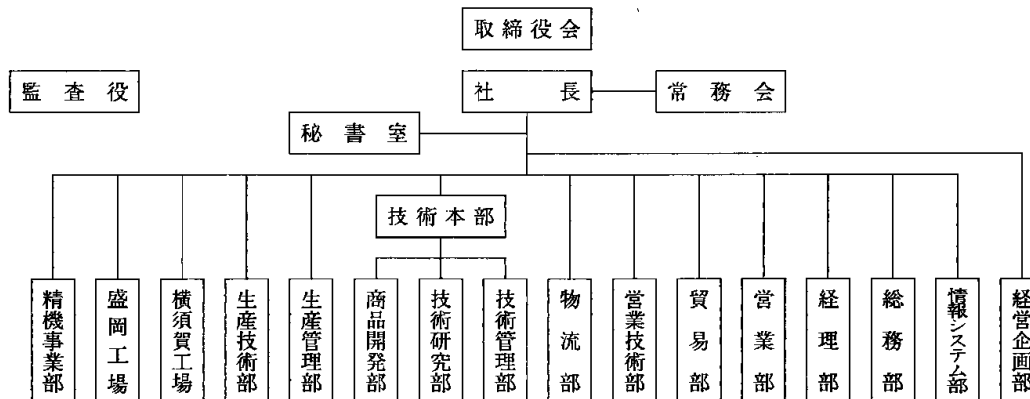 取締役会
監査役
社長
常務会
秘書室
技術本部
精機事業部
盛岡工場
横須賀工場
生産技術部
生産管理部
商品開発部
技術研究部
技術管理部
物流部
営業技術部
貿易部
営業部
経理部
総務部
情報システム部
経営企画部